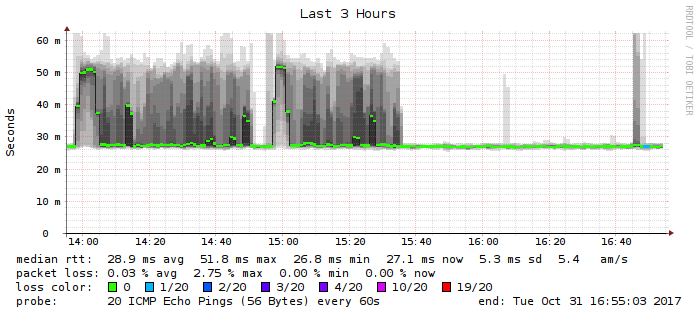 Last 3 Hours
RRDTOOL / TOBI OETIKER
Seconds
60 m
50 m
40 m
30 m
20 m
10 m
0
14:00 14:20 14:40 15:00 15:20 15:40 16:00 16:20 16:40
median rtt: 28.9 ms avg 51.8 ms max 26.8 ms min 27.1 ms now 5.3 ms sd 5.4 am/s
packet loss: 0.03 % avg 2.75 % max 0.00 % min 0.00 % now
loss color: 0 1/20 2/20 3/20 4/20 10/20 19/20
probe: 20 ICMP Echo Pings (56 Bytes) every 60s end: Tue Oct 31 16:55:03 2017